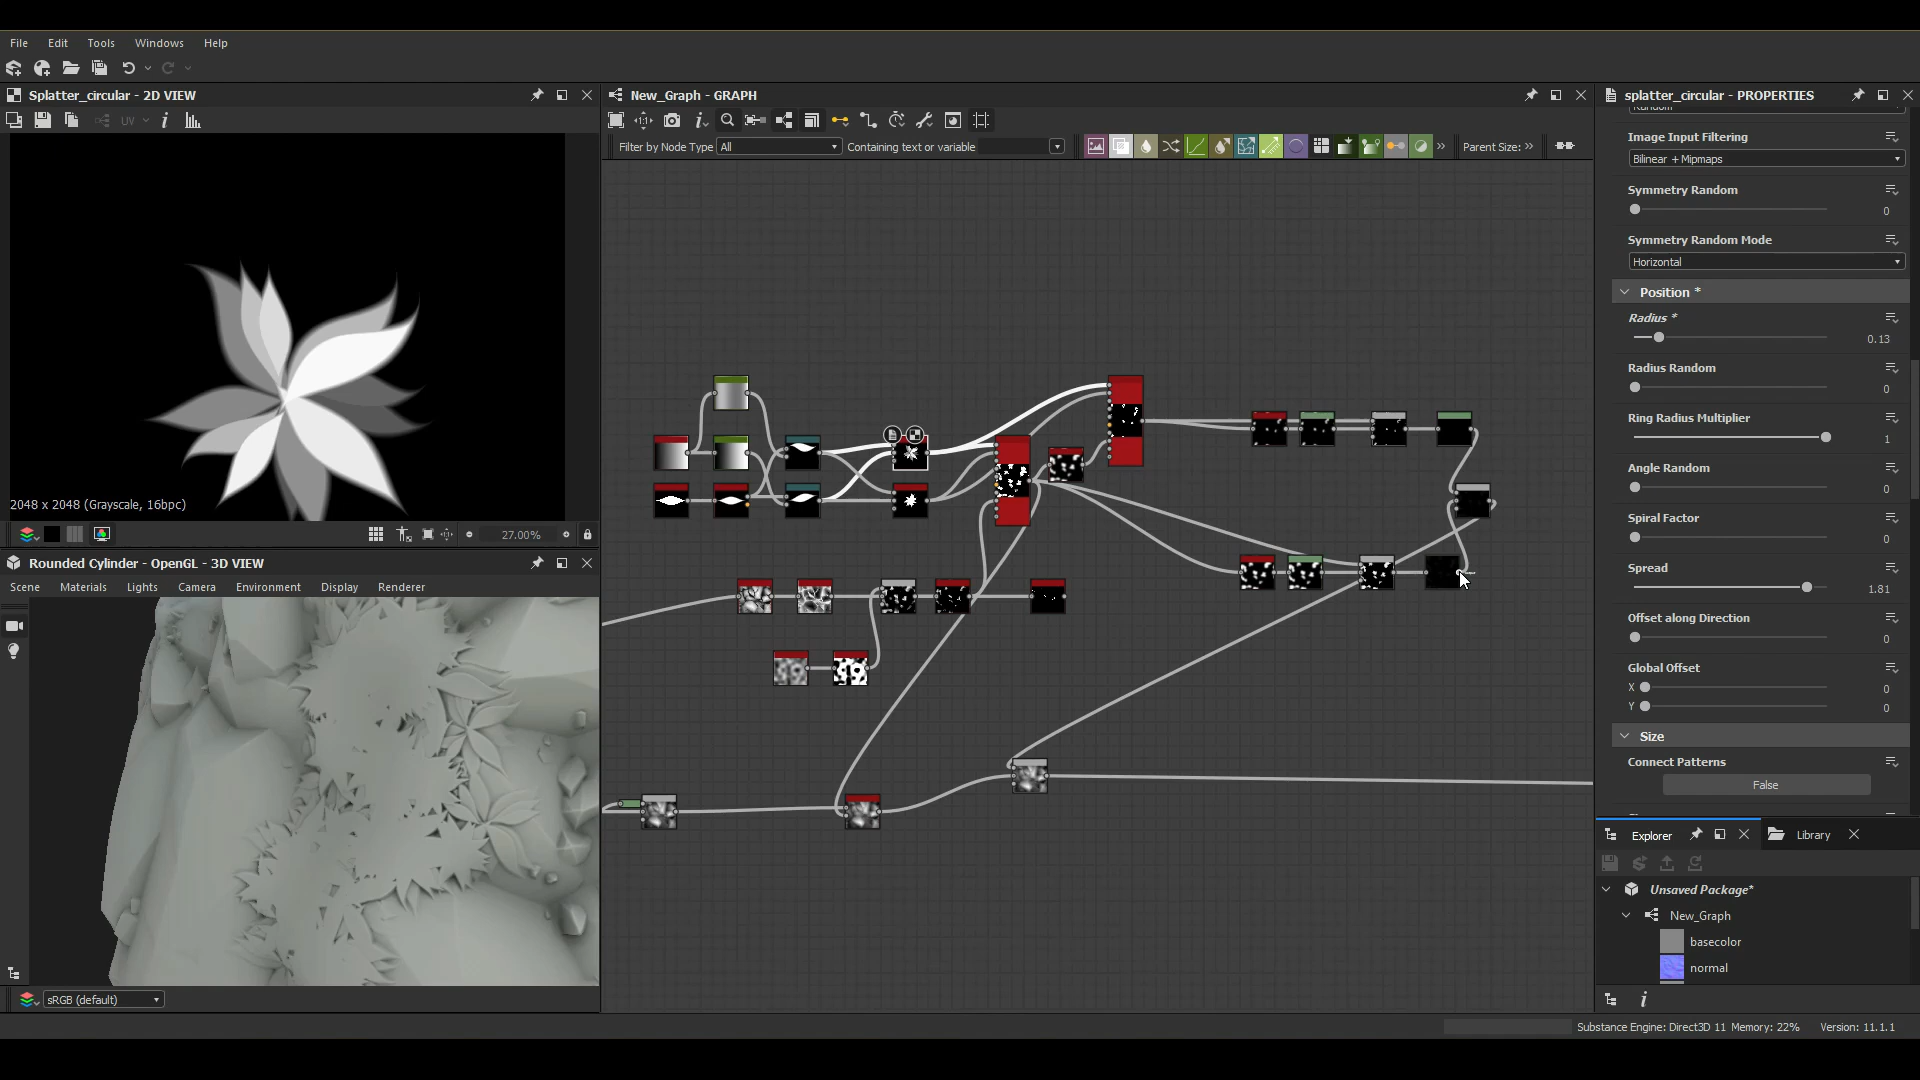 File Edit Tools Windows Help
Splatter_circular - 2D VIEW
UV
2048 x 2048 (Grayscale, 16bpc)
27.00%
Rounded Cylinder - OpenGL - 3D VIEW
Scene Materials Lights Camera Environment Display Renderer
sRGB (default)
New_Graph - GRAPH
Filter by Node Type All Containing text or variable Parent Size:
splatter_circular - PROPERTIES
Image Input Filtering
Bilinear + Mipmaps
Symmetry Random
0
Symmetry Random Mode
Horizontal
Position *
Radius *
0.13
Radius Random
0
Ring Radius Multiplier
1
Angle Random
0
Spiral Factor
0
Spread
1.81
Offset along Direction
0
Global Offset
X 0
Y 0
Size
Connect Patterns
False
Explorer Library
Unsaved Package*
New_Graph
basecolor
normal
Substance Engine: Direct3D 11 Memory: 22% Version: 11.1.1